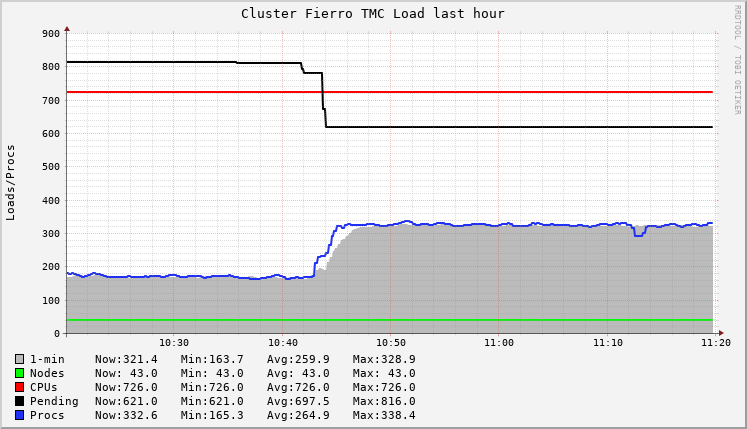 Cluster Fierro TMC Load last hour
RRDTOOL / TOBI OETIKER
Loads/Procs
900
800
700
600
500
400
300
200
100
0
10:30 10:40 10:50 11:00 11:10 11:20
1-min Now:321.4 Min:163.7 Avg:259.9 Max:328.9
Nodes Now: 43.0 Min: 43.0 Avg: 43.0 Max: 43.0
CPUs Now:726.0 Min:726.0 Avg:726.0 Max:726.0
Pending Now:621.0 Min:621.0 Avg:697.5 Max:816.0
Procs Now:332.6 Min:165.3 Avg:264.9 Max:338.4